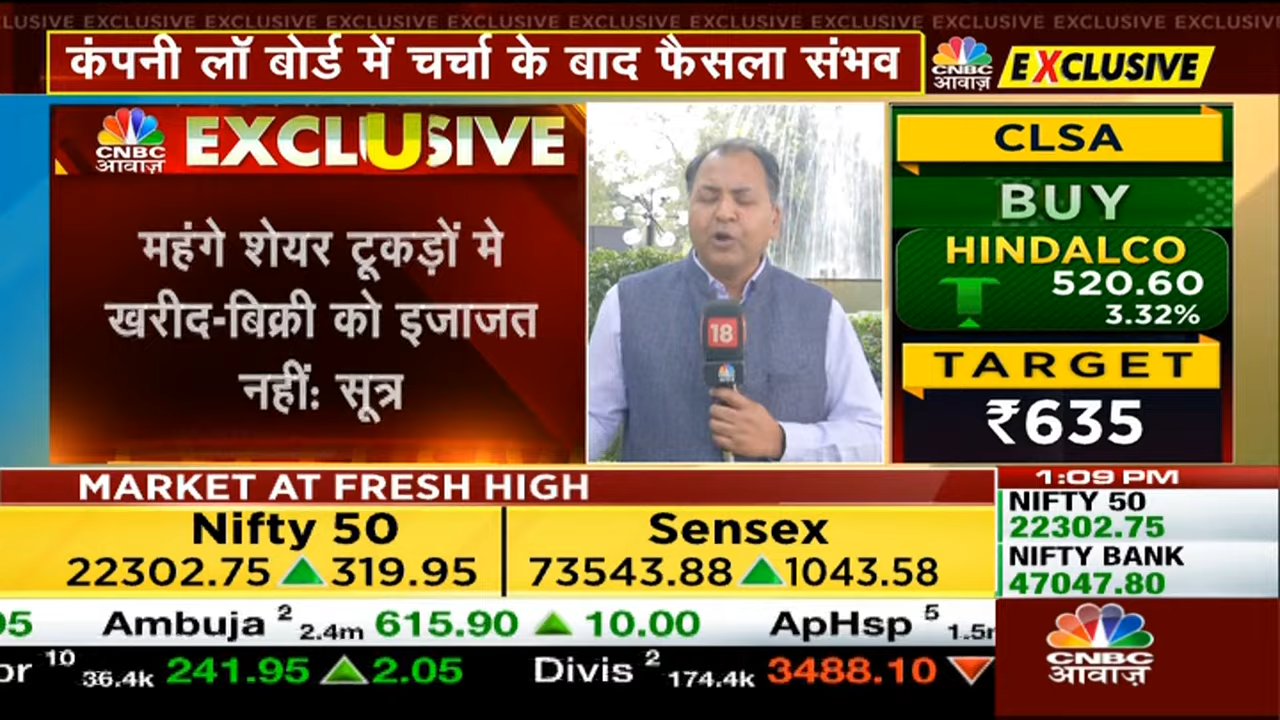 EXCLUSIVE EXCLUSIVE EXCLUSIVE EXCLUSIVE EXCLUSIVE EXCLUSIVE EXCLUSIVE EXCLUSIVE EXCLUSIVE
कंपनी लॉ बोर्ड में चर्चा के बाद फैसला संभव
CNBC
आवाज़
EXCLUSIVE
CNBC
आवाज़
EXCLUSIVE
महंगे शेयर टूकड़ों मे
खरीद-बिक्री को इजाजत
नहीं: सूत्र
18
CLSA
BUY
HINDALCO
520.60
3.32%
TARGET
₹635
MARKET AT FRESH HIGH
Nifty 50
22302.75 ▲ 319.95
Sensex
73543.88 ▲ 1043.58
1:09 PM
NIFTY 50
22302.75
NIFTY BANK
47047.80
95 Ambuja 2 2.4m 615.90 ▲ 10.00 ApHsp 5
or 10 36.4k 241.95 ▲ 2.05 Divis 2 174.4k 3488.10 ▼
CNBC
आवाज़